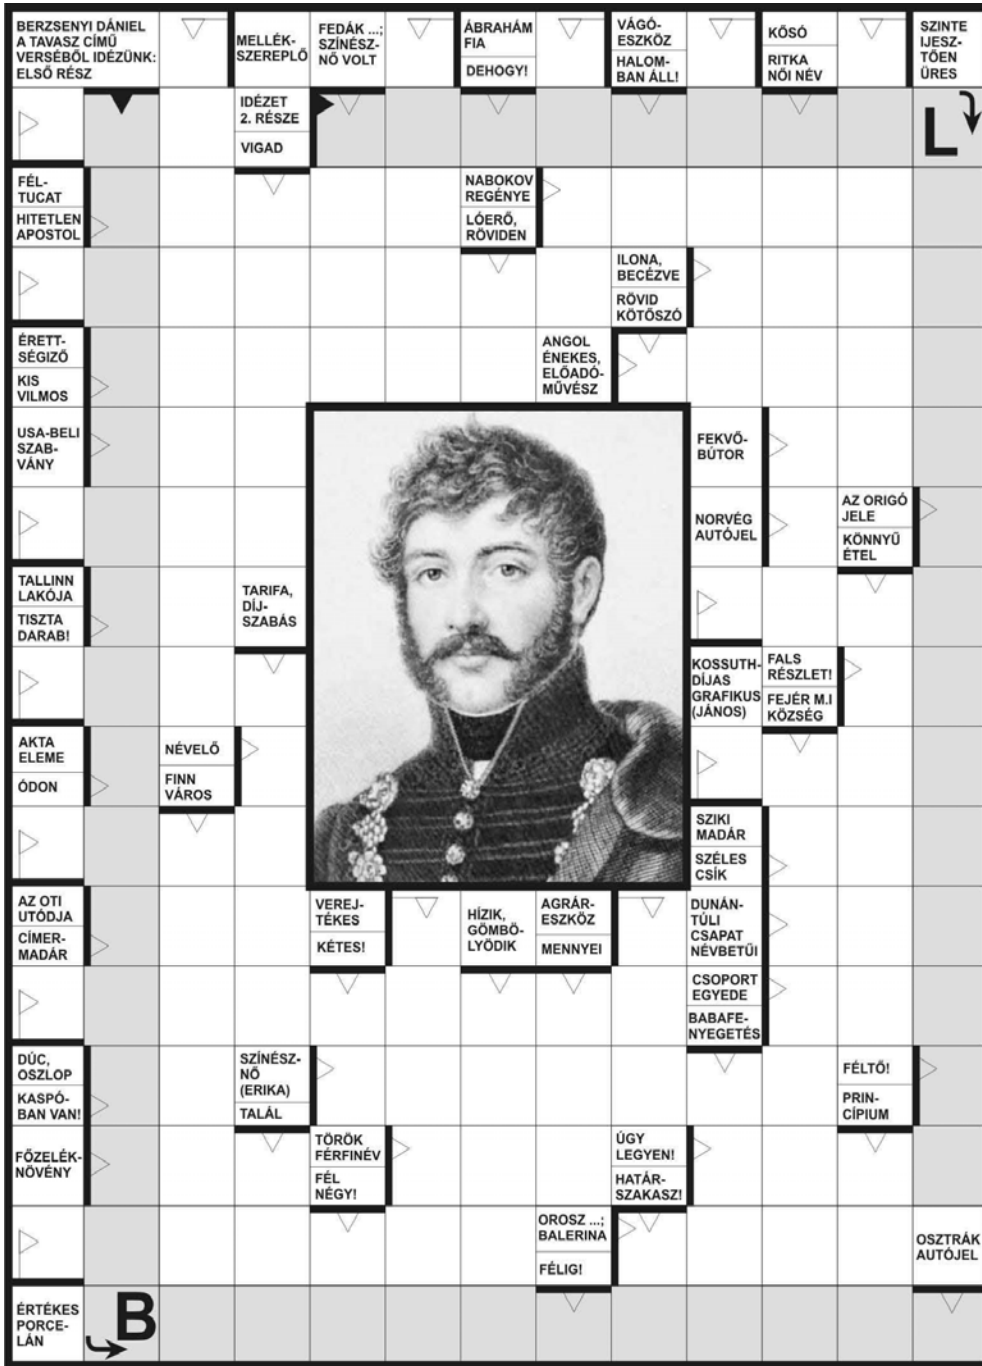 BERZSENYI DÁNIEL
A TAVASZ CÍMŰ
VERSÉBŐL IDÉZÜNK:
ELSŐ RÉSZ
MELLÉK-
SZEREPLŐ
FEDÁK ...;
SZÍNÉSZ-
NŐ VOLT
ÁBRAHÁM
FIA
DEHOGY!
VÁGÓ-
ESZKÖZ
HALOM-
BAN ÁLL!
KŐSÓ
RITKA
NŐI NÉV
SZINTE
IJESZ-
TŐEN
ÜRES
IDÉZET
2. RÉSZE
VIGAD
L
FÉL-
TUCAT
HITETLEN
APOSTOL
NABOKOV
REGÉNYE
LÓERŐ,
RÖVIDEN
ILONA,
BECÉZVE
RÖVID
KÖTŐSZÓ
ÉRETT-
SÉGIZŐ
KIS
VILMOS
ANGOL
ÉNEKES,
ELŐADÓ-
MŰVÉSZ
USA-BELI
SZAB-
VÁNY
FEKVŐ-
BÚTOR
NORVÉG
AUTÓJEL
AZ ORIGÓ
JELE
KÖNNYŰ
ÉTEL
TALLINN
LAKÓJA
TISZTA
DARAB!
TARIFA,
DÍJ-
SZABÁS
KOSSUTH-
DÍJAS
GRAFIKUS
(JÁNOS)
FALS
RÉSZLET!
FEJÉR M.I
KÖZSÉG
AKTA
ELEME
ÓDON
NÉVELŐ
FINN
VÁROS
SZIKI
MADÁR
SZÉLES
CSÍK
AZ OTI
UTÓDJA
CÍMER-
MADÁR
VEREJ-
TÉKES
KÉTES!
HÍZIK,
GÖMBÖ-
LYÖDIK
AGRÁR-
ESZKÖZ
MENNYEI
DUNÁN-
TÚLI
CSAPAT
NÉVBETŰI
CSOPORT
EGYEDE
BABAFE-
NYEGETÉS
DÚC,
OSZLOP
KASPÓ-
BAN VAN!
SZÍNÉSZ-
NŐ
(ERIKA)
TALÁL
FÉLTŐ!
PRIN-
CÍPIUM
FŐZELÉK-
NÖVÉNY
TÖRÖK
FÉRFINÉV
FÉL
NÉGY!
ÚGY
LEGYEN!
HATÁR-
SZAKASZ!
OROSZ ...;
BALERINA
FÉLIG!
OSZTRÁK
AUTÓJEL
ÉRTÉKES
PORCE-
LÁN
B